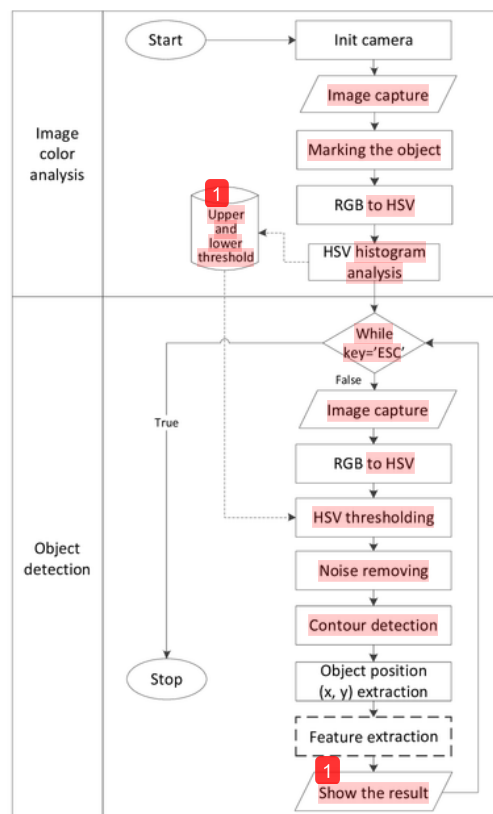 Start
Init camera
Image capture
Marking the object
Image
color
analysis
RGB to HSV
1
Upper
and
lower
threshold
HSV histogram
analysis
While
key='ESC'
False
True
Image capture
RGB to HSV
HSV thresholding
Object
detection
Noise removing
Contour detection
Stop
Object position
(x, y) extraction
Feature extraction
1
Show the result